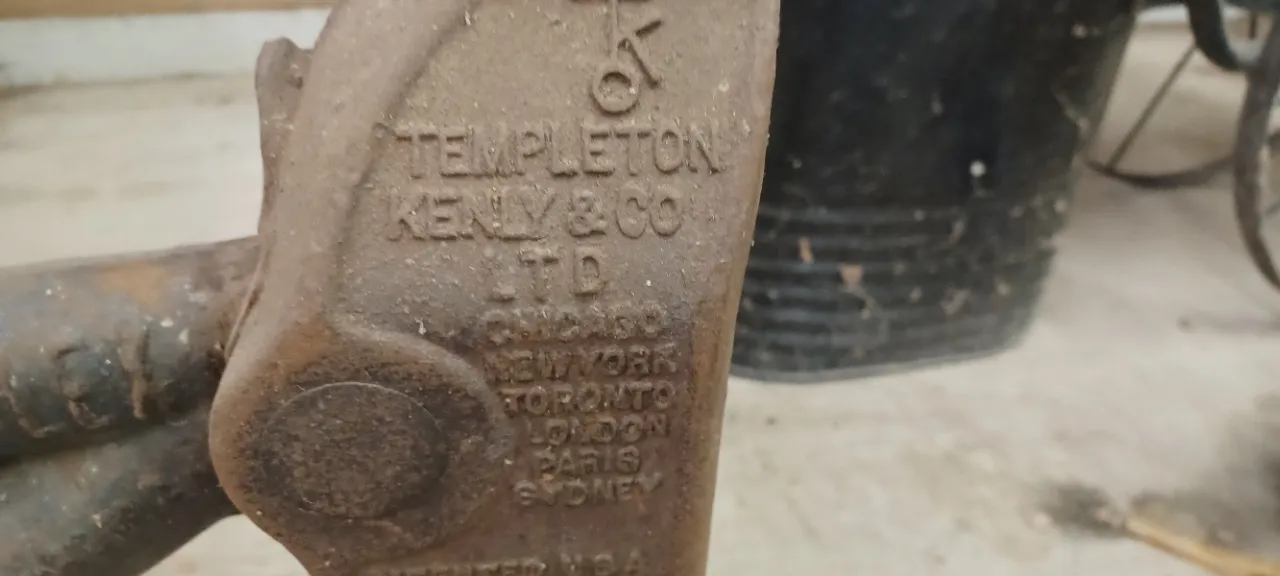 TEMPLETON
KENLY & CO
LTD
CHICAGO
NEW YORK
TORONTO
LONDON
PARIS
SYDNEY
U.S.A.